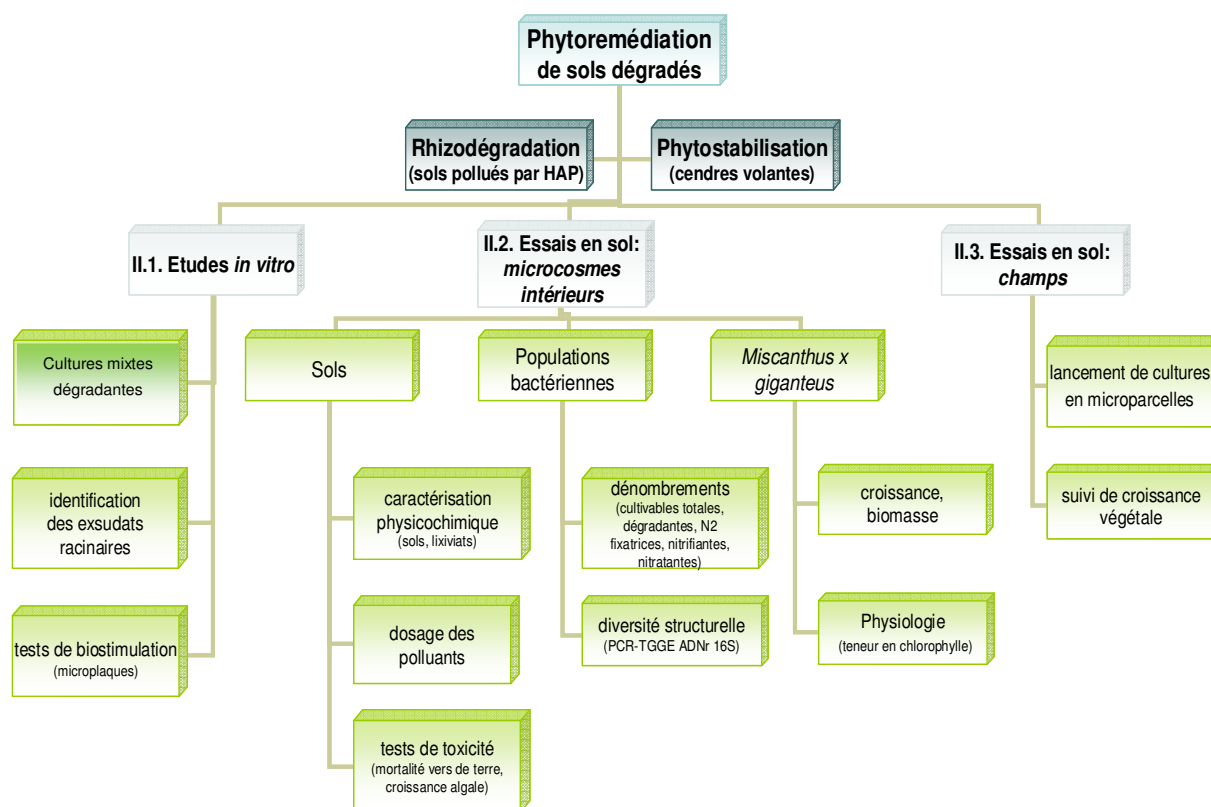 Phytoremédiation
de sols dégradés
Rhizodégradation
(sols pollués par HAP)
Phytostabilisation
(cendres volantes)
II.1. Etudes in vitro
II.2. Essais en sol:
microcosmes
intérieurs
II.3. Essais en sol:
champs
Cultures mixtes
dégradantes
identification
des exsudats
racinaires
tests de biostimulation
(microplaques)
Sols
caractérisation
physicochimique
(sols, lixiviats)
dosage des
polluants
tests de toxicité
(mortalité vers de terre,
croissance algale)
Populations
bactériennes
dénombrements
(cultivables totales,
dégradantes, N2
fixatrices, nitrifiantes,
nitratantes)
diversité structurelle
(PCR-TGGE ADNr 16S)
Miscanthus x
giganteus
croissance,
biomasse
Physiologie
(teneur en chlorophylle)
lancement de cultures
en microparcelles
suivi de croissance
végétale